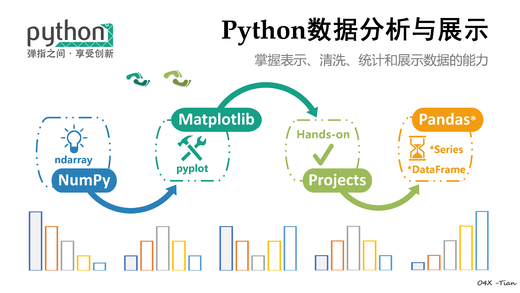 python
弹指之间·享受创新
Python数据分析与展示
掌握表示、清洗、统计和展示数据的能力
ndarray
NumPy
Matplotlib
pyplot
Hands-on
Projects
Pandas*
*Series
*DataFrame
04X -Tian